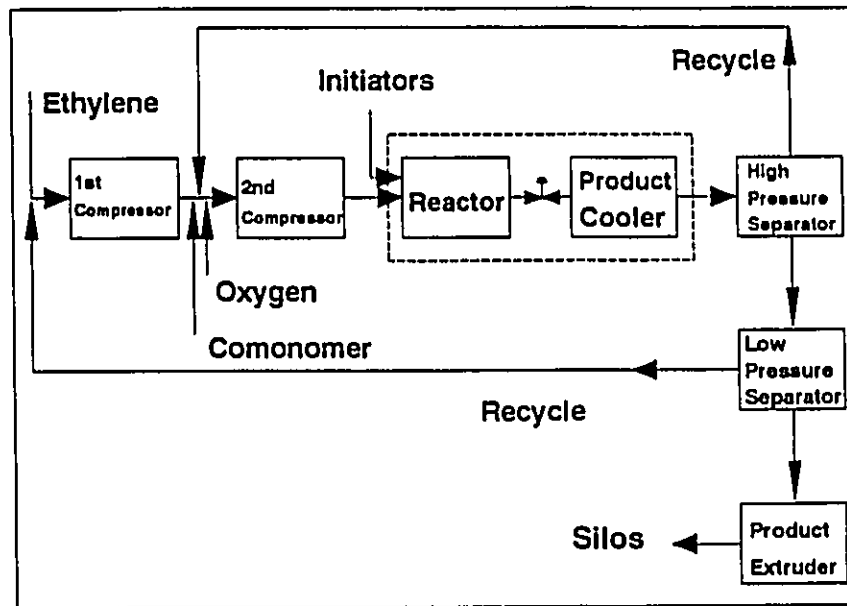 Recycle
Initiators
Ethylene
1st
Compressor
2nd
Compressor
Reactor
Product
Cooler
High
Pressure
Separator
Oxygen
Comonomer
Low
Pressure
Separator
Recycle
Silos
Product
Extruder